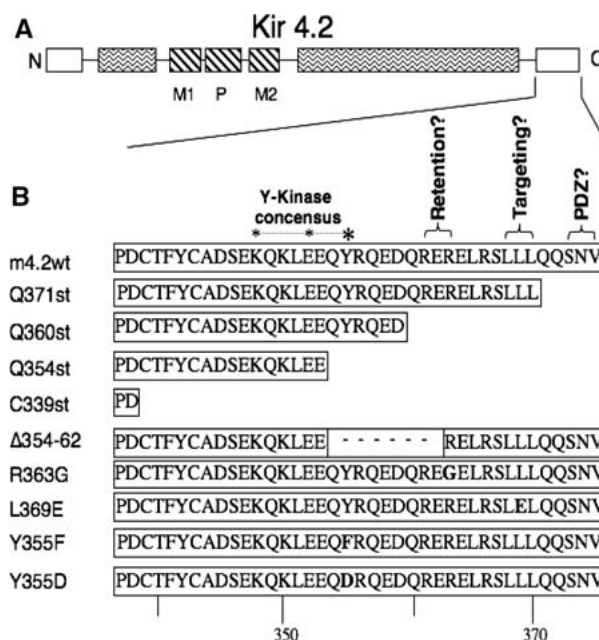 A
Kir 4.2
N
C
M1 P M2
B
Y-Kinase
concensus
Retention?
Targeting?
PDZ?
* * *
m4.2wt PDCTFYCADSEKQKLEEQYRQEDQRERELRSLLLQQSNV
Q371st PDCTFYCADSEKQKLEEQYRQEDQRERELRSLLL
Q360st PDCTFYCADSEKQKLEEQYRQED
Q354st PDCTFYCADSEKQKLEE
C339st PD
Δ354-62 PDCTFYCADSEKQKLEE - - - - - - RELRSLLLQQSNV
R363G PDCTFYCADSEKQKLEEQYRQEDQREGELRSLLLQQSNV
L369E PDCTFYCADSEKQKLEEQYRQEDQRERELRSLELQQSNV
Y355F PDCTFYCADSEKQKLEEQFRQEDQRERELRSLLLQQSNV
Y355D PDCTFYCADSEKQKLEEQDRQEDQRERELRSLLLQQSNV
350 370